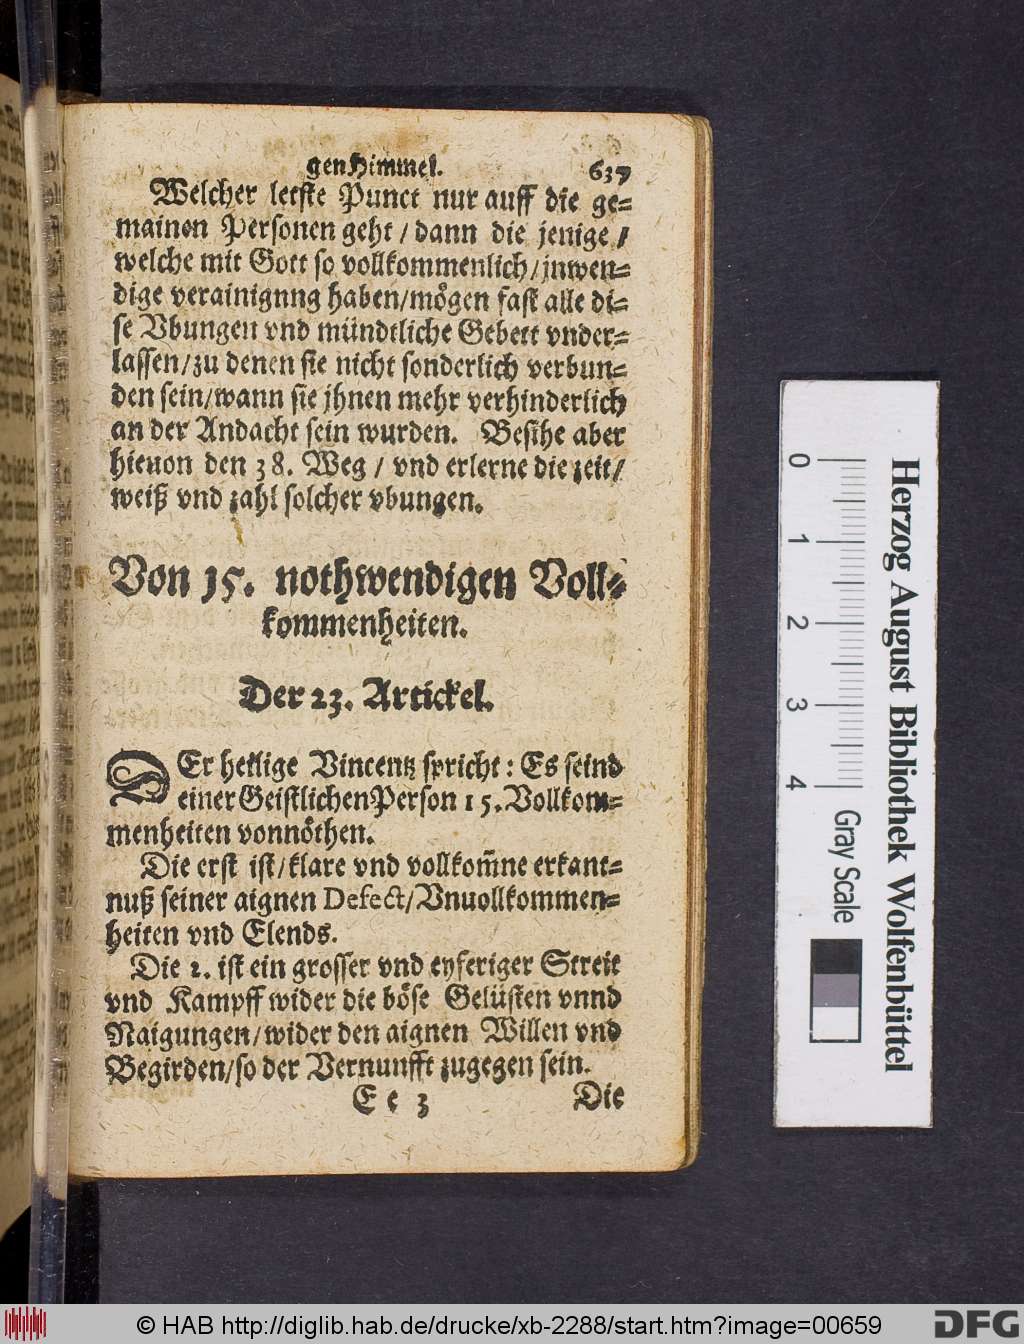 gen Himmel. 637
Welcher letste Punct nur auff die ge-
mainen Personen geht / dann die jenige /
welche mit Gott so vollkommenlich / jnwen-
dige verainignng haben / mögen fast alle di-
se Vbungen vnd mündtliche Gebett vnder-
lassen / zu denen sie nicht sonderlich verbun-
den sein / wann sie jhnen mehr verhinderlich
an der Andacht sein wurden. Besihe aber
hieuon den 38. Weg / vnd erlerne die zeit /
weiß vnd zahl solcher vbungen.
Von 15. nothwendigen Voll-
kommenheiten.
Der 23. Artickel.
DEr heilige Vincentz spricht: Es seind
einer Geistlichen Person 15. Vollkom-
menheiten vonnöthen.
Die erst ist / klare vnd vollkom̃ne erkant-
nuß seiner aignen Defect / Vnuollkommen-
heiten vnd Elends.
Die 2. ist ein grosser vnd eyferiger Streit
vnd Kampff wider die böse Gelüsten vnnd
Naigungen / wider den aignen Willen vnd
Begirden / so der Vernunfft zugegen sein.
E e 3 Die
0 1 2 3 4
Herzog August Bibliothek Wolfenbüttel
Gray Scale
© HAB http://diglib.hab.de/drucke/xb-2288/start.htm?image=00659
DFG